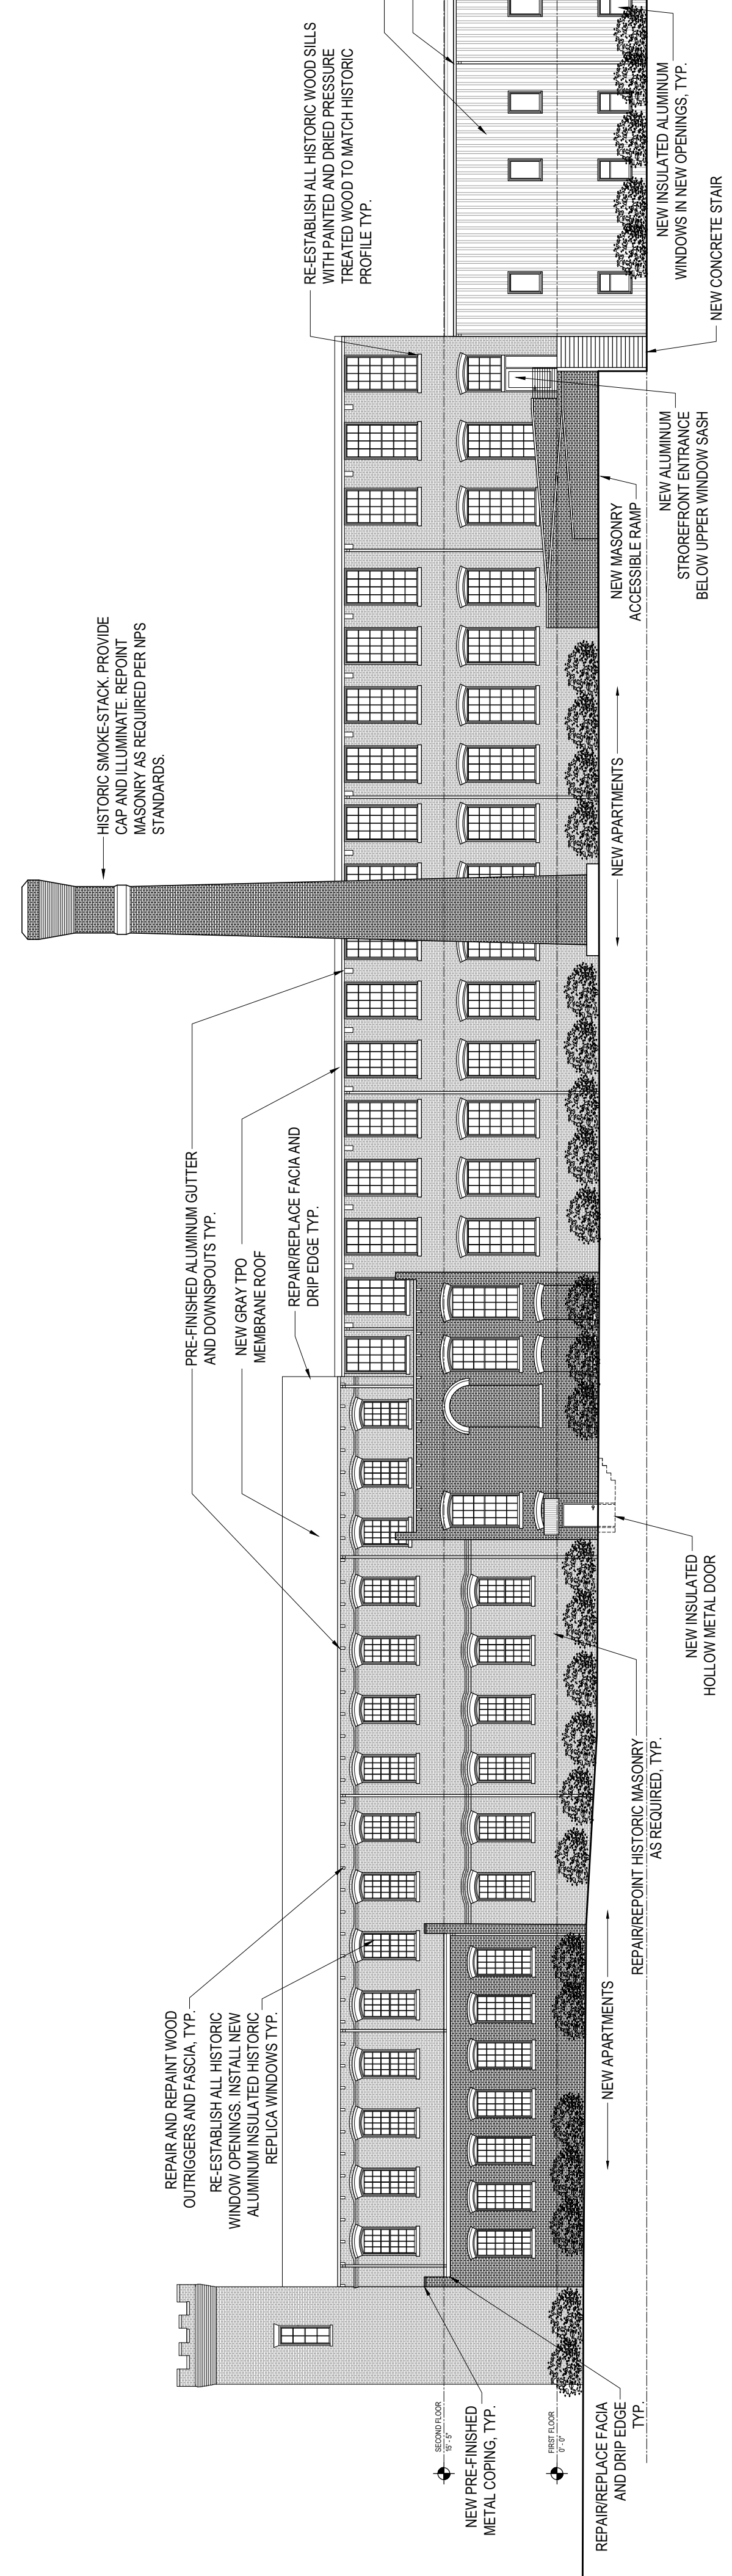 REPAIR AND REPAINT WOOD
OUTRIGGERS AND FASCIA, TYP.
RE-ESTABLISH ALL HISTORIC
WINDOW OPENINGS. INSTALL NEW
ALUMINUM INSULATED HISTORIC
REPLICA WINDOWS TYP.
PRE-FINISHED ALUMINUM GUTTER
AND DOWNSPOUTS TYP.
NEW GRAY TPO
MEMBRANE ROOF
REPAIR/REPLACE FACIA AND
DRIP EDGE TYP.
HISTORIC SMOKE-STACK. PROVIDE
CAP AND ILLUMINATE. REPOINT
MASONRY AS REQUIRED PER NPS
STANDARDS.
RE-ESTABLISH ALL HISTORIC WOOD SILLS
WITH PAINTED AND DRIED PRESSURE
TREATED WOOD TO MATCH HISTORIC
PROFILE TYP.
SECOND FLOOR
15' - 5"
FIRST FLOOR
0' - 0"
NEW PRE-FINISHED
METAL COPING, TYP.
REPAIR/REPLACE FACIA
AND DRIP EDGE
TYP.
NEW APARTMENTS
REPAIR/REPOINT HISTORIC MASONRY
AS REQUIRED, TYP.
NEW INSULATED
HOLLOW METAL DOOR
NEW APARTMENTS
NEW MASONRY
ACCESSIBLE RAMP
NEW ALUMINUM
STROREFRONT ENTRANCE
BELOW UPPER WINDOW SASH
NEW CONCRETE STAIR
NEW INSULATED ALUMINUM
WINDOWS IN NEW OPENINGS, TYP.